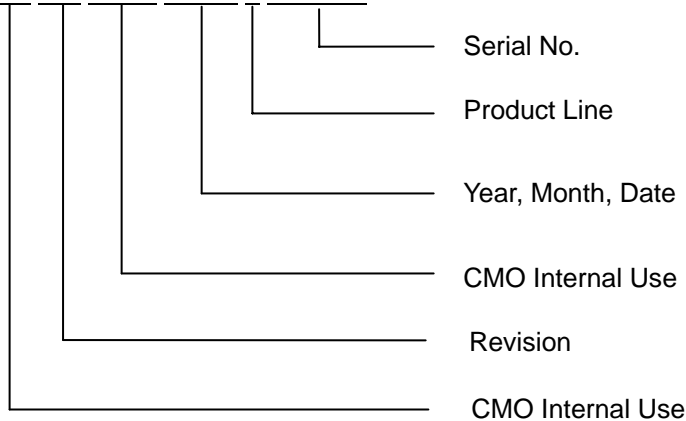 Serial No.
Product Line
Year, Month, Date
CMO Internal Use
Revision
CMO Internal Use